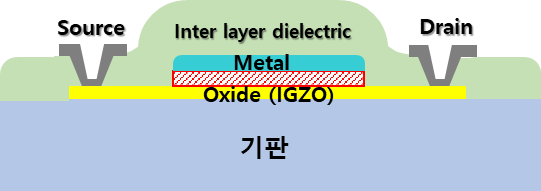 Source
Inter layer dielectric
Drain
Metal
Oxide (IGZO)
기판